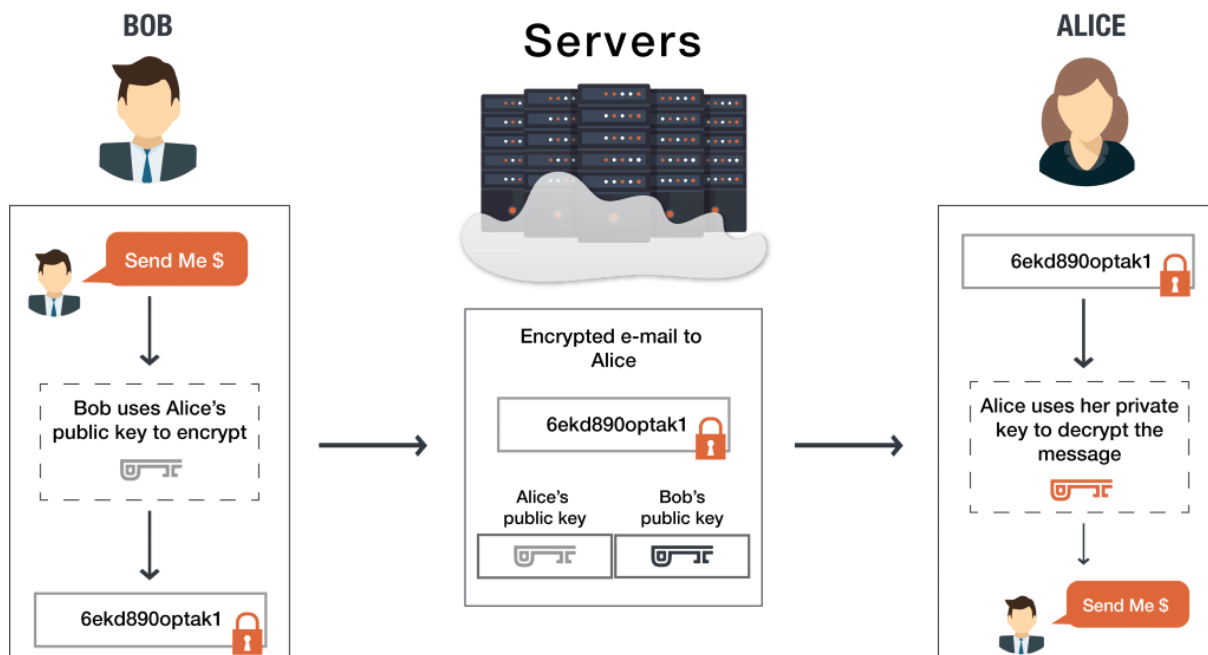 BOB
Servers
ALICE
Send Me $
Bob uses Alice's
public key to encrypt
6ekd890optak1
Encrypted e-mail to
Alice
6ekd890optak1
Alice's
public key
Bob's
public key
6ekd890optak1
Alice uses her private
key to decrypt the
message
Send Me $